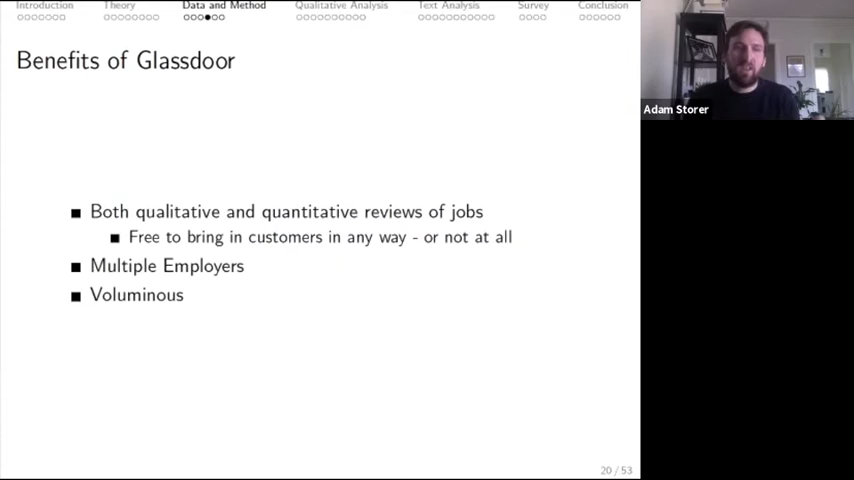 Introduction Theory Data and Method Qualitative Analysis Text Analysis Survey Conclusion
Benefits of Glassdoor
Both qualitative and quantitative reviews of jobs
Free to bring in customers in any way - or not at all
Multiple Employers
Voluminous
20 / 53
Adam Storer